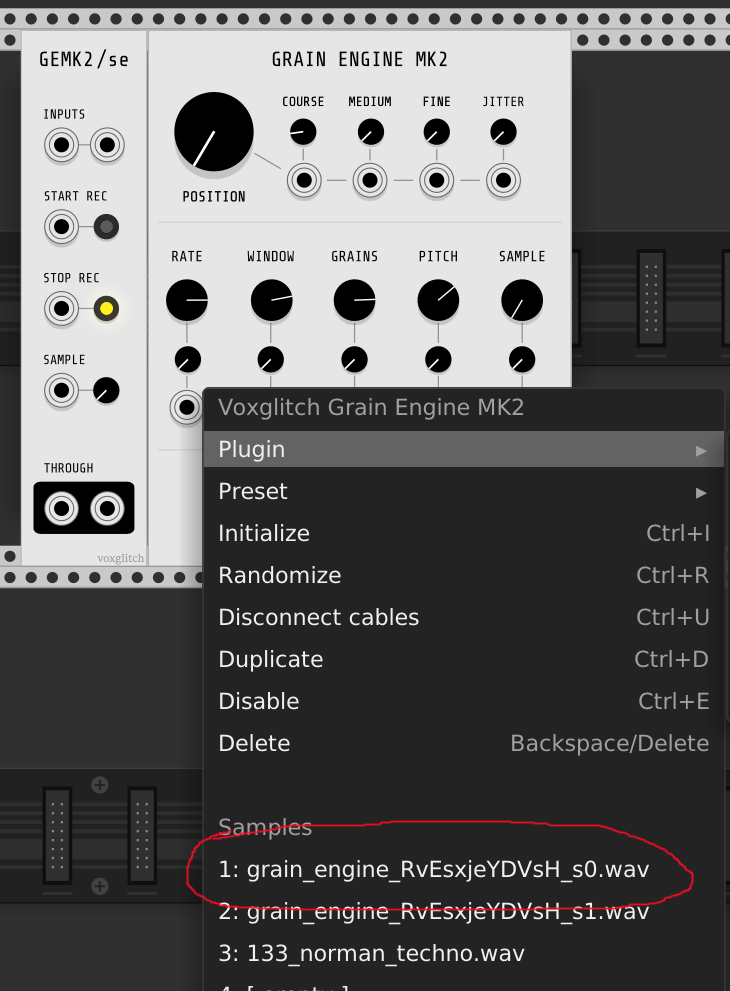 GEMK2/se
GRAIN ENGINE MK2
INPUTS
START REC
STOP REC
SAMPLE
THROUGH
voxglitch
COURSE MEDIUM FINE JITTER
POSITION
RATE WINDOW GRAINS PITCH SAMPLE
Voxglitch Grain Engine MK2
Plugin ▸
Preset ▸
Initialize Ctrl+I
Randomize Ctrl+R
Disconnect cables Ctrl+U
Duplicate Ctrl+D
Disable Ctrl+E
Delete Backspace/Delete
Samples
1: grain_engine_RvEsxjeYDVsH_s0.wav
2: grain_engine_RvEsxjeYDVsH_s1.wav
3: 133_norman_techno.wav